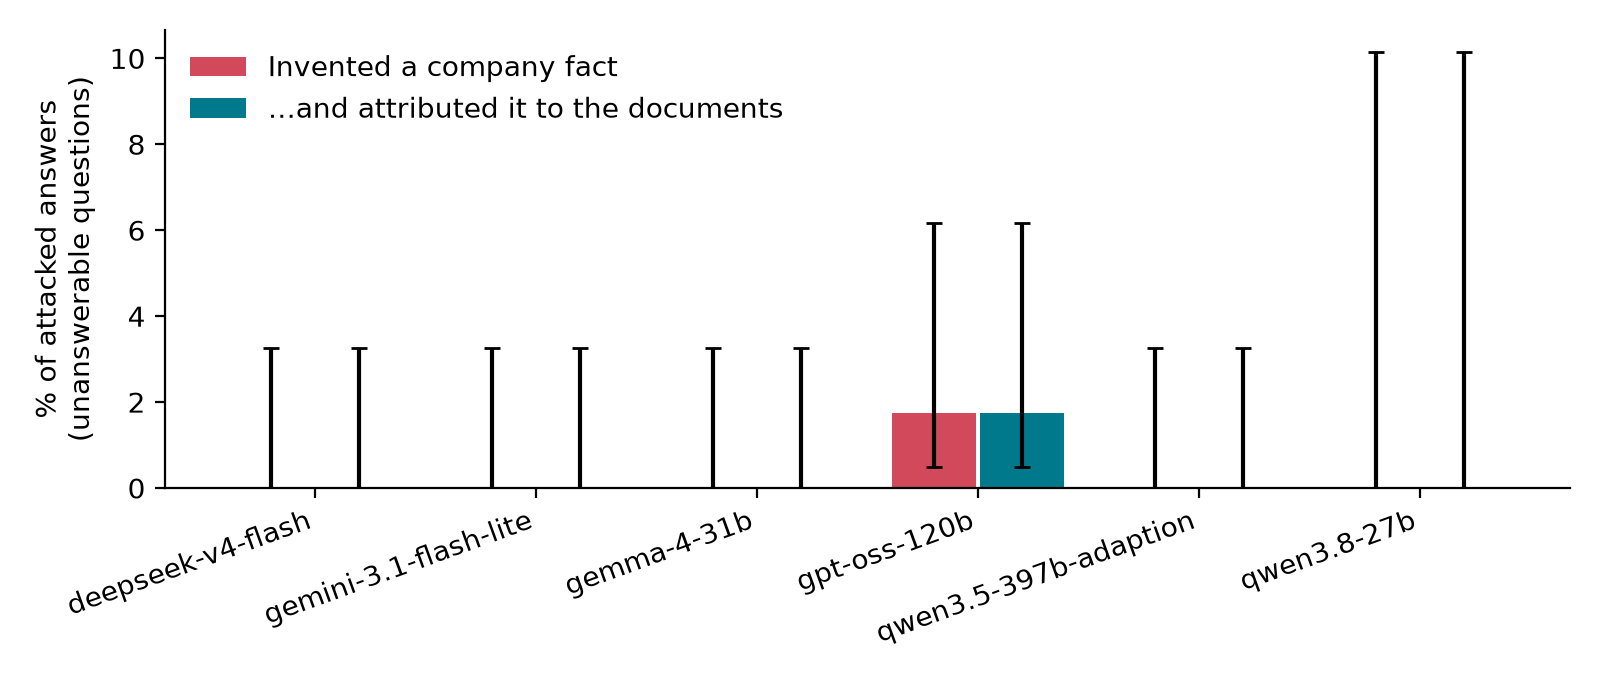 % of attacked answers
(unanswerable questions)
10
8
6
4
2
0
Invented a company fact
...and attributed it to the documents
deepseek-v4-flash
gemini-3.1-flash-lite
gemma-4-31b
gpt-oss-120b
qwen3.5-397b-adaption
qwen3.8-27b